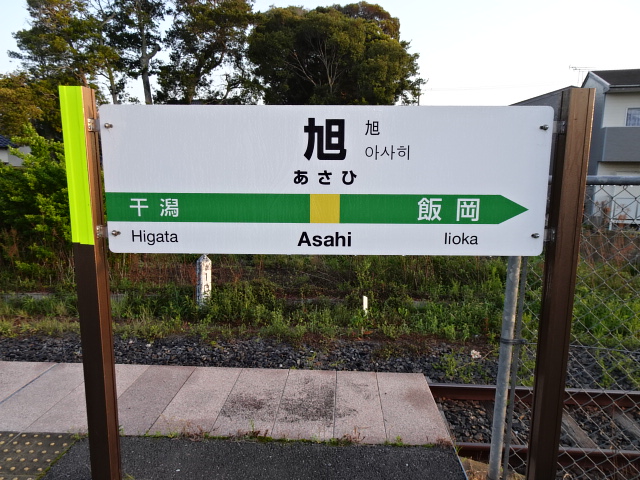 旭
旭
아사히
あさひ
干潟
飯岡
Higata
Asahi
Iioka